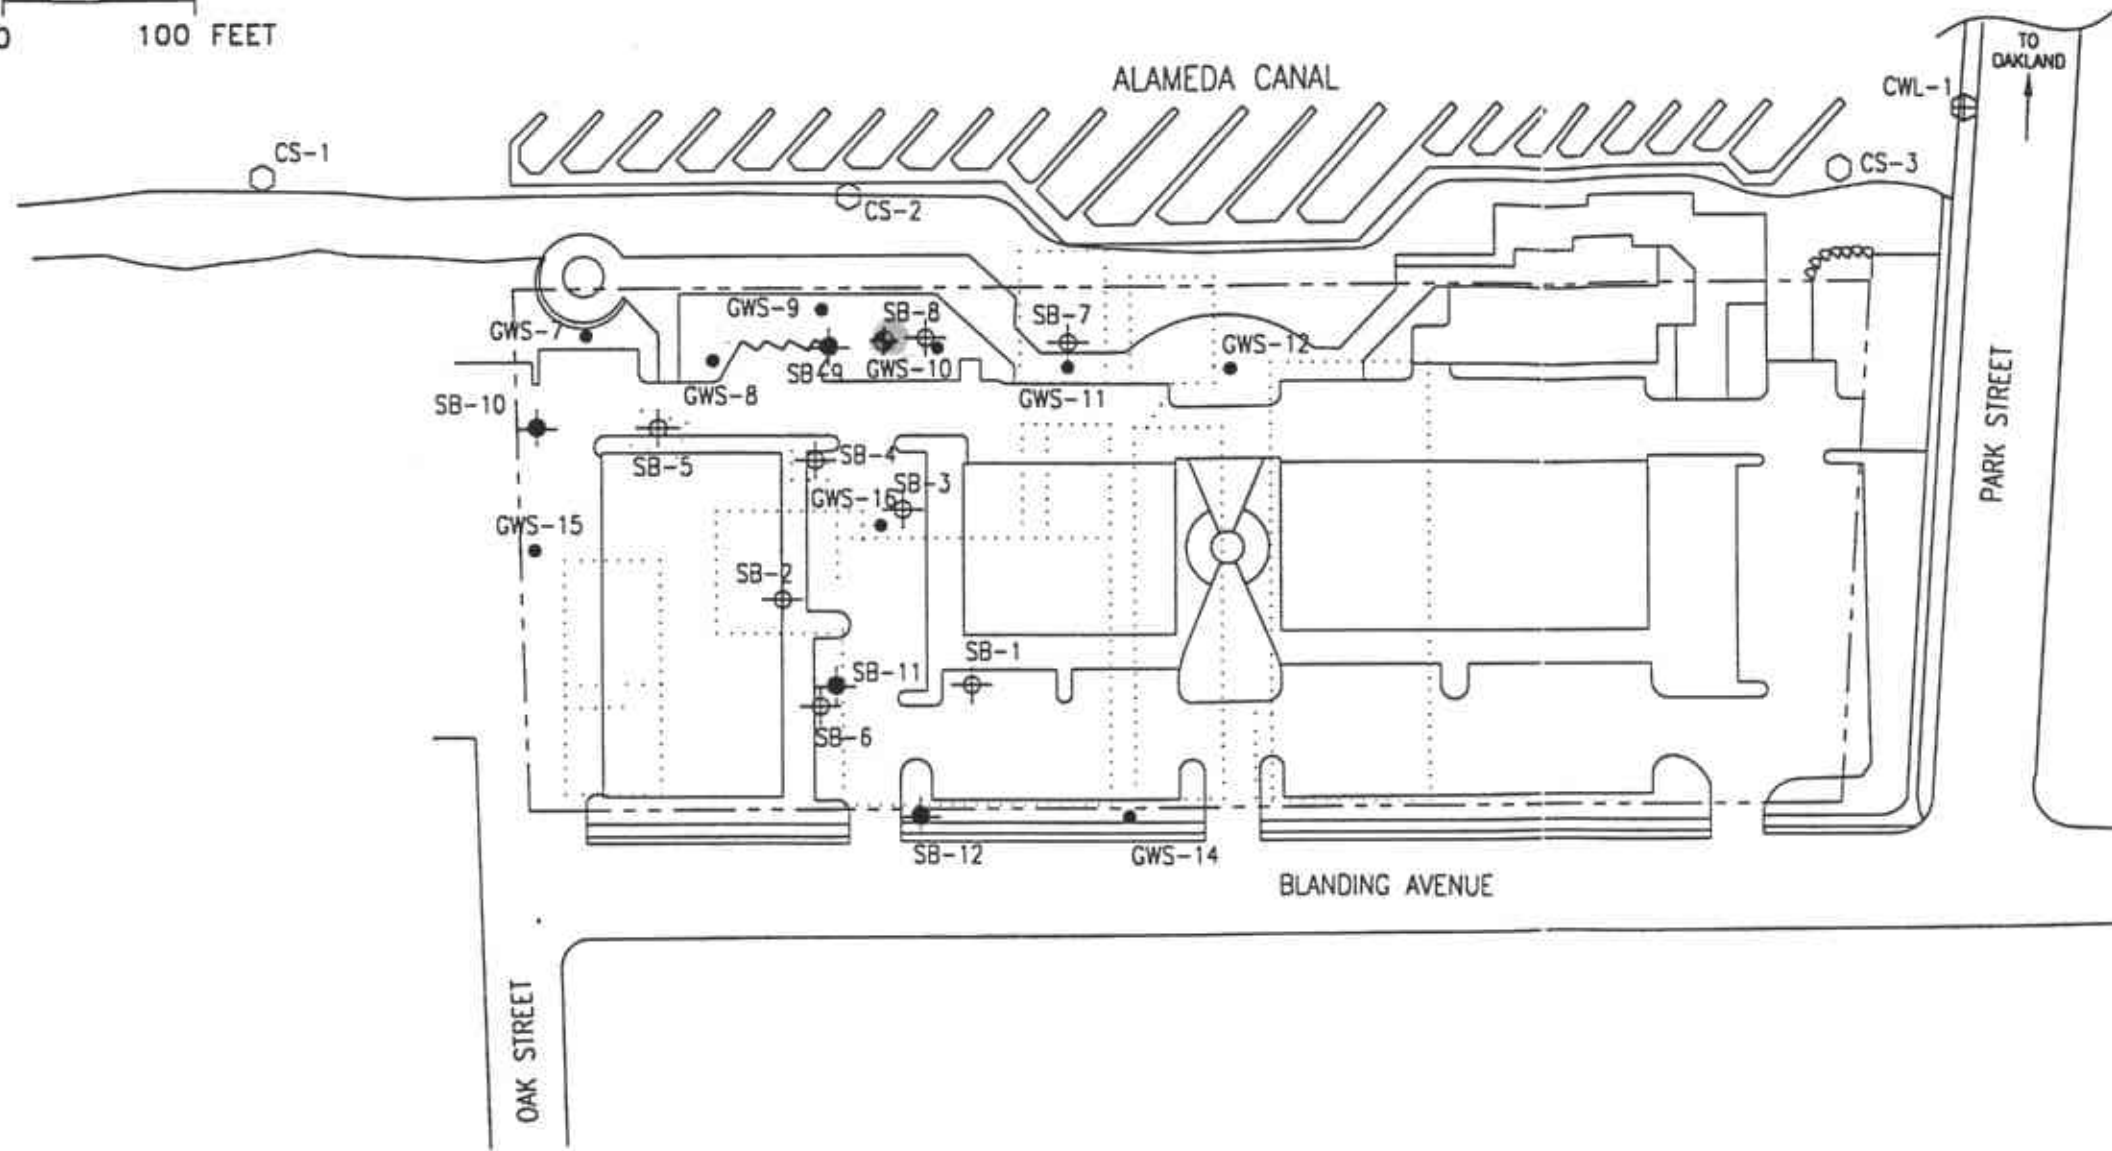 0
100 FEET
ALAMEDA CANAL
TO
OAKLAND
CWL-1
CS-1
CS-2
CS-3
GWS-9
SB-8
SB-7
GWS-7
GWS-12
SB-9
GWS-10
GWS-8
GWS-11
SB-10
SB-5
SB-4
SB-3
GWS-16
GWS-15
SB-2
SB-1
SB-11
SB-6
SB-12
GWS-14
PARK STREET
BLANDING AVENUE
OAK STREET